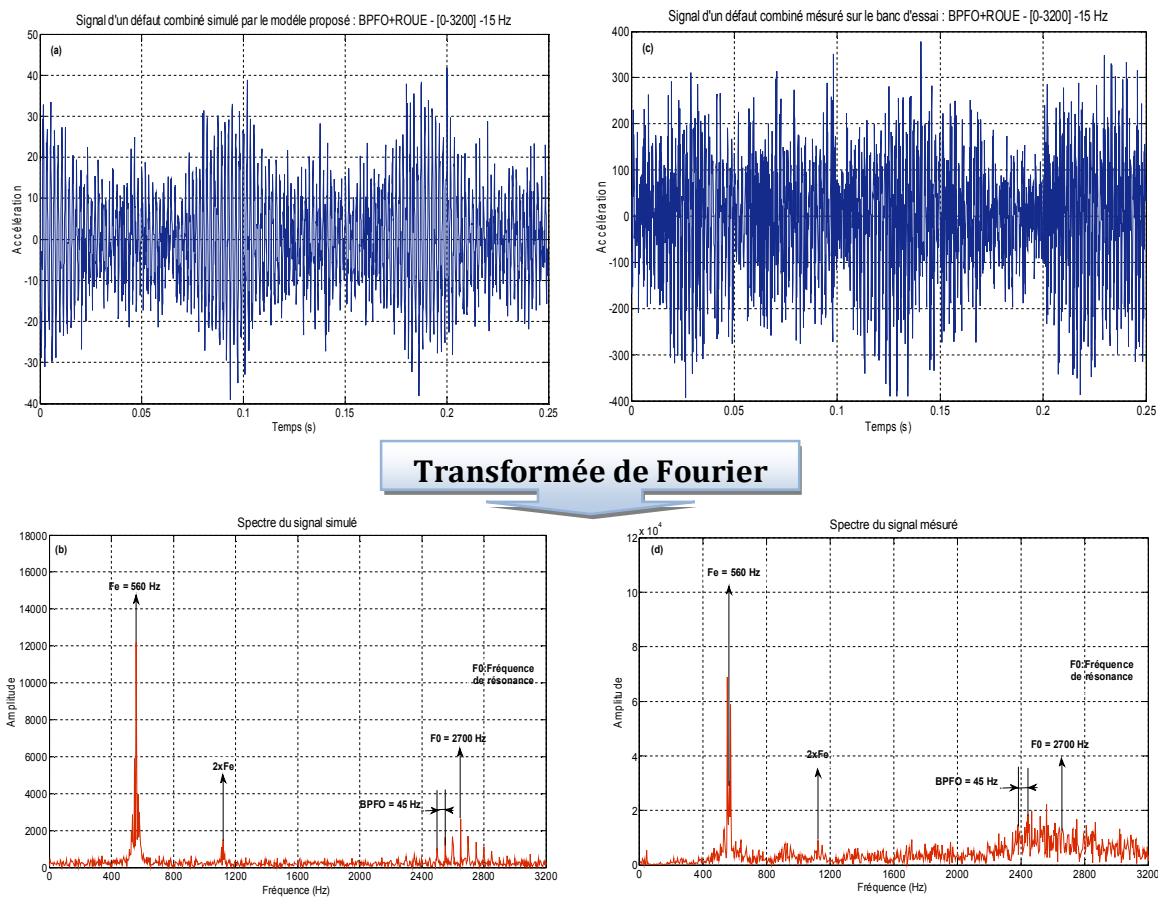 Signal d'un défaut combiné simulé par le modèle proposé : BPFO+ROUE - [0-3200] -15 Hz
(a)
50
40
30
20
10
0
-10
-20
-30
-40
Accélération
0
0.05
0.1
0.15
0.2
0.25
Temps (s)
Signal d'un défaut combiné mésuré sur le banc d'essai : BPFO+ROUE - [0-3200] -15 Hz
(c)
400
300
200
100
0
-100
-200
-300
-400
Accélération
0
0.05
0.1
0.15
0.2
0.25
Temps (s)
Transformée de Fourier
Spectre du signal simulé
(b)
18000
16000
14000
12000
10000
8000
6000
4000
2000
0
Amplitude
Fe = 560 Hz
2xFe
BPFO = 45 Hz
F0 = 2700 Hz
F0:Fréquence
de résonance
0
400
800
1200
1600
2000
2400
2800
3200
Fréquence (Hz)
Spectre du signal mésuré
x 10⁴
(d)
12
10
8
6
4
2
0
Amplitude
Fe = 560 Hz
2xFe
BPFO = 45 Hz
F0 = 2700 Hz
F0:Fréquence
de résonance
0
400
800
1200
1600
2000
2400
2800
3200
Fréquence (Hz)